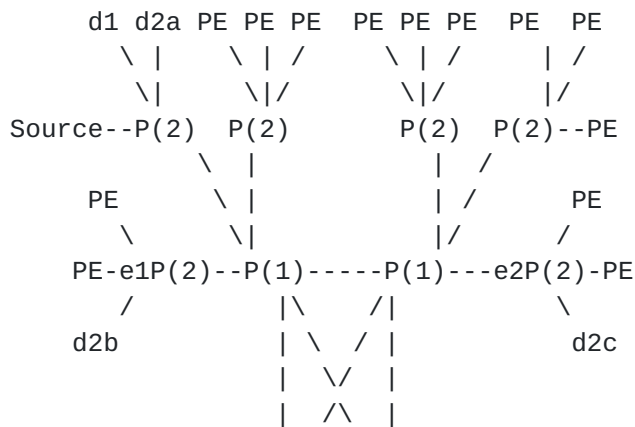 d1 d2a PE PE PE PE PE PE PE PE
\ | \ | / \ | / | /
\| \|/ \|/ |/
Source--P(2) P(2) P(2) P(2)--PE
\ | | /
PE \ | | / PE
\ \| |/ /
PE-e1P(2)--P(1)-----P(1)---e2P(2)-PE
/ |\ /| \
d2b | \ / | d2c
| \/ |
| /\ |